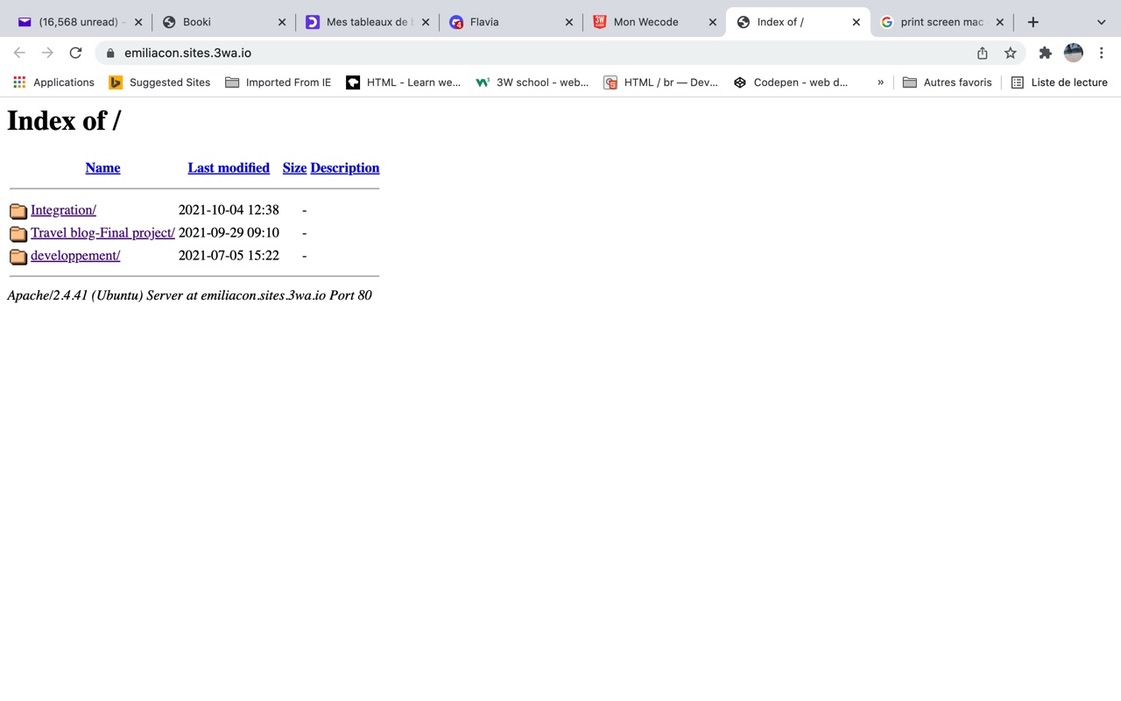 (16,568 unread) - Booki Mes tableaux de Flavia Mon Wecode Index of / print screen mac
emiliacon.sites.3wa.io
Applications Suggested Sites Imported From IE HTML - Learn we... 3W school - web... HTML / br — Dev... Codepen - web d... » Autres favoris Liste de lecture
Index of /
Name Last modified Size Description
Integration/ 2021-10-04 12:38 -
Travel blog-Final project/ 2021-09-29 09:10 -
developpement/ 2021-07-05 15:22 -
Apache/2.4.41 (Ubuntu) Server at emiliacon.sites.3wa.io Port 80